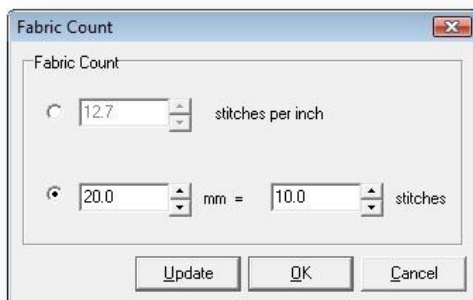 Fabric Count
Fabric Count
12.7 stitches per inch
20.0 mm = 10.0 stitches
Update OK Cancel